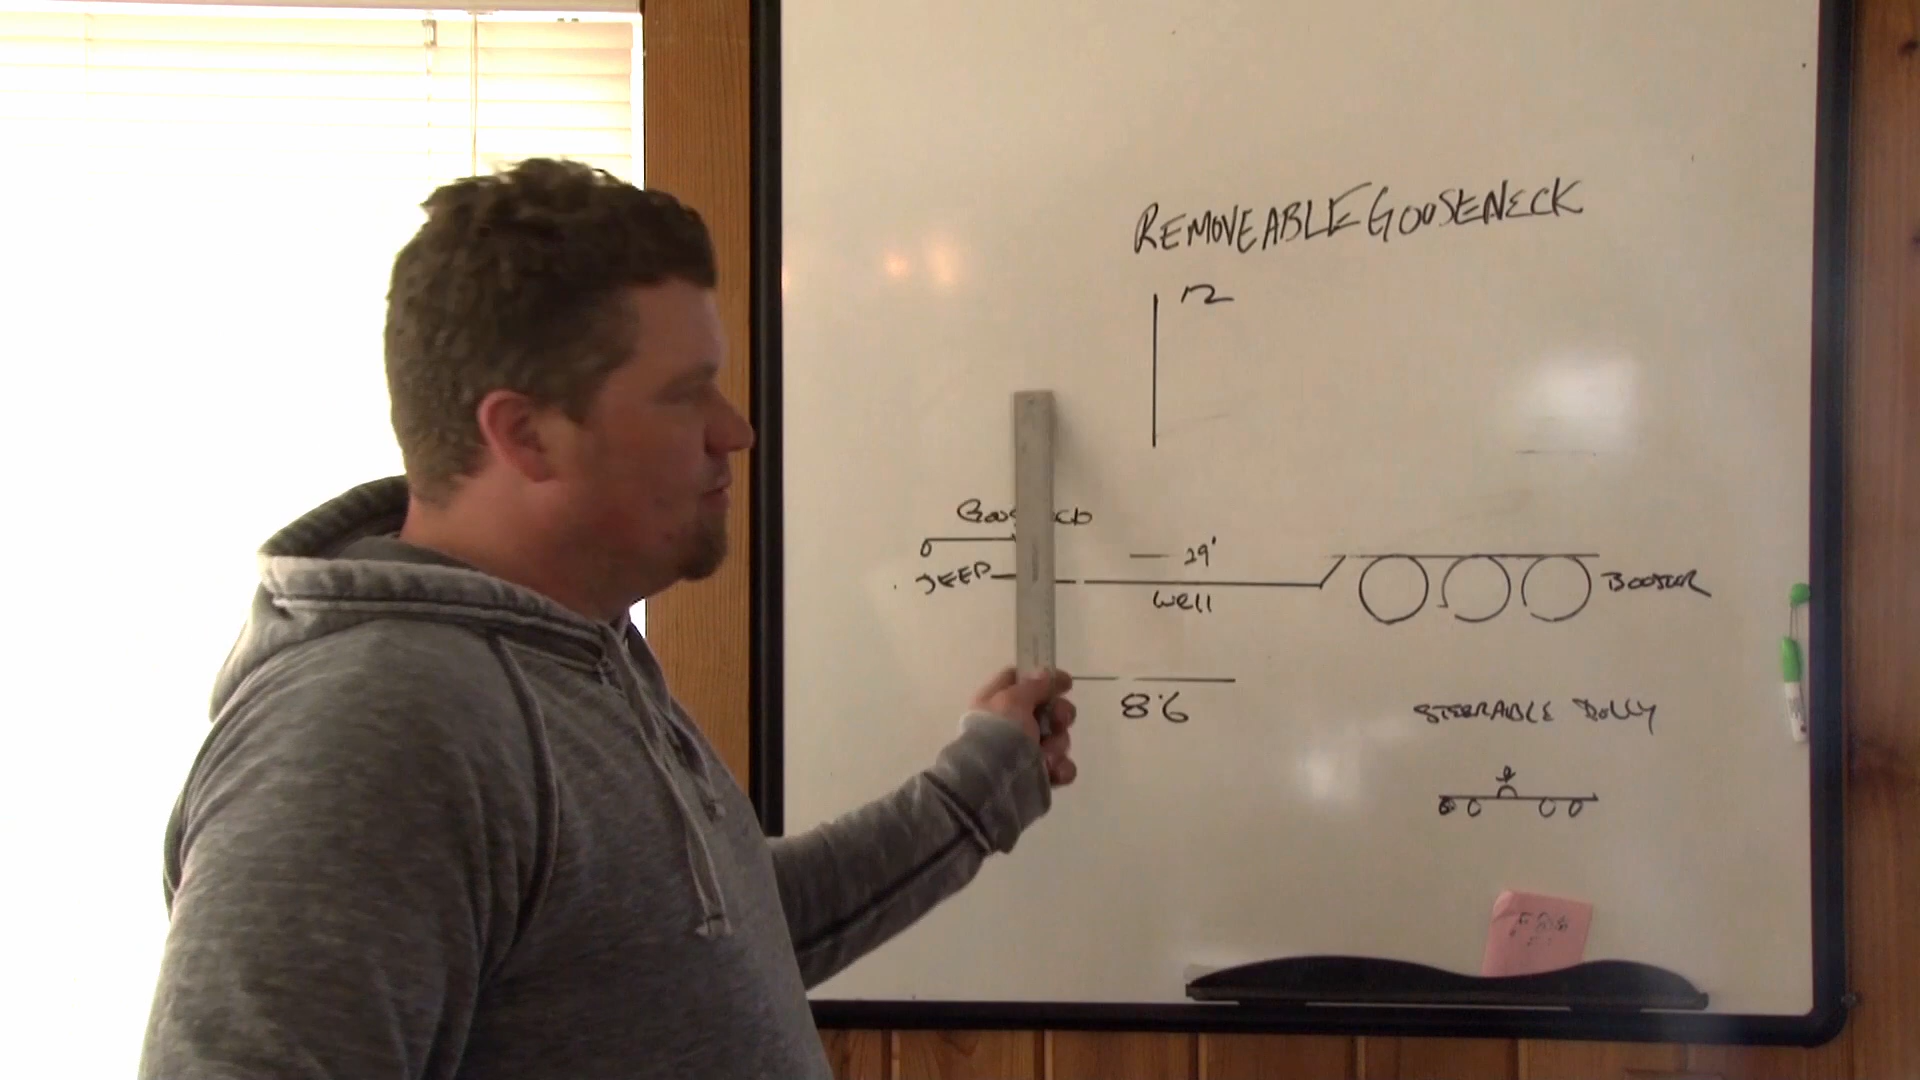 REMOVEABLE GOOSENECK
12
29'
JEEP
well
BOOSTER
8'6
STEERABLE DOLLY